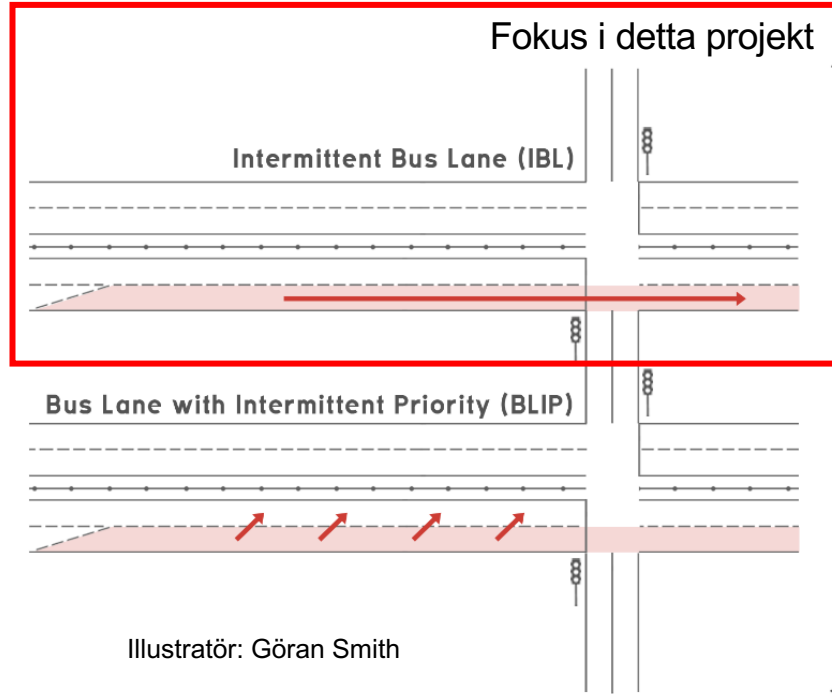 Fokus i detta projekt
Intermittent Bus Lane (IBL)
Bus Lane with Intermittent Priority (BLIP)
Illustratör: Göran Smith